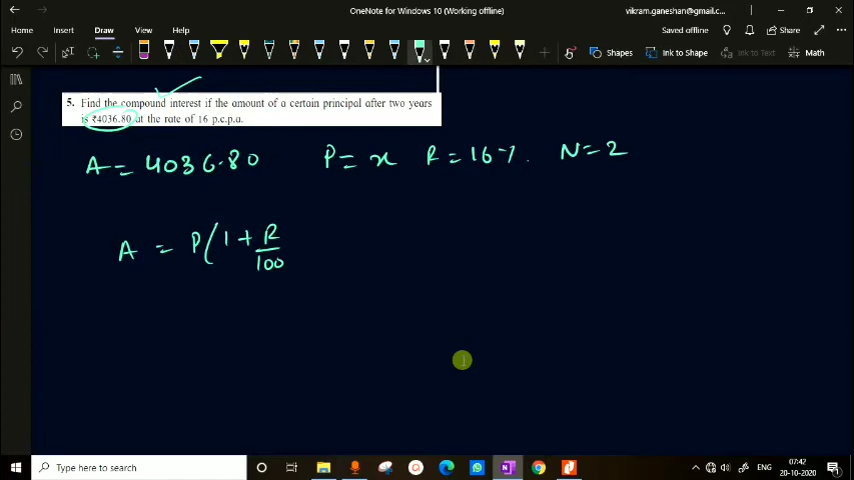 OneNote for Windows 10 (Working offline)
vikram.ganeshan@gmail.c...
Home Insert Draw View Help
Saved offline Share
Shapes Ink to Shape Ink to Text Math
5. Find the compound interest if the amount of a certain principal after two years
is ₹4036.80 at the rate of 16 p.c.p.a.
A = 4036.80 P = x R = 16 % N = 2
A = P(1 + R
100
Type here to search
ENG
07:42
20-10-2020